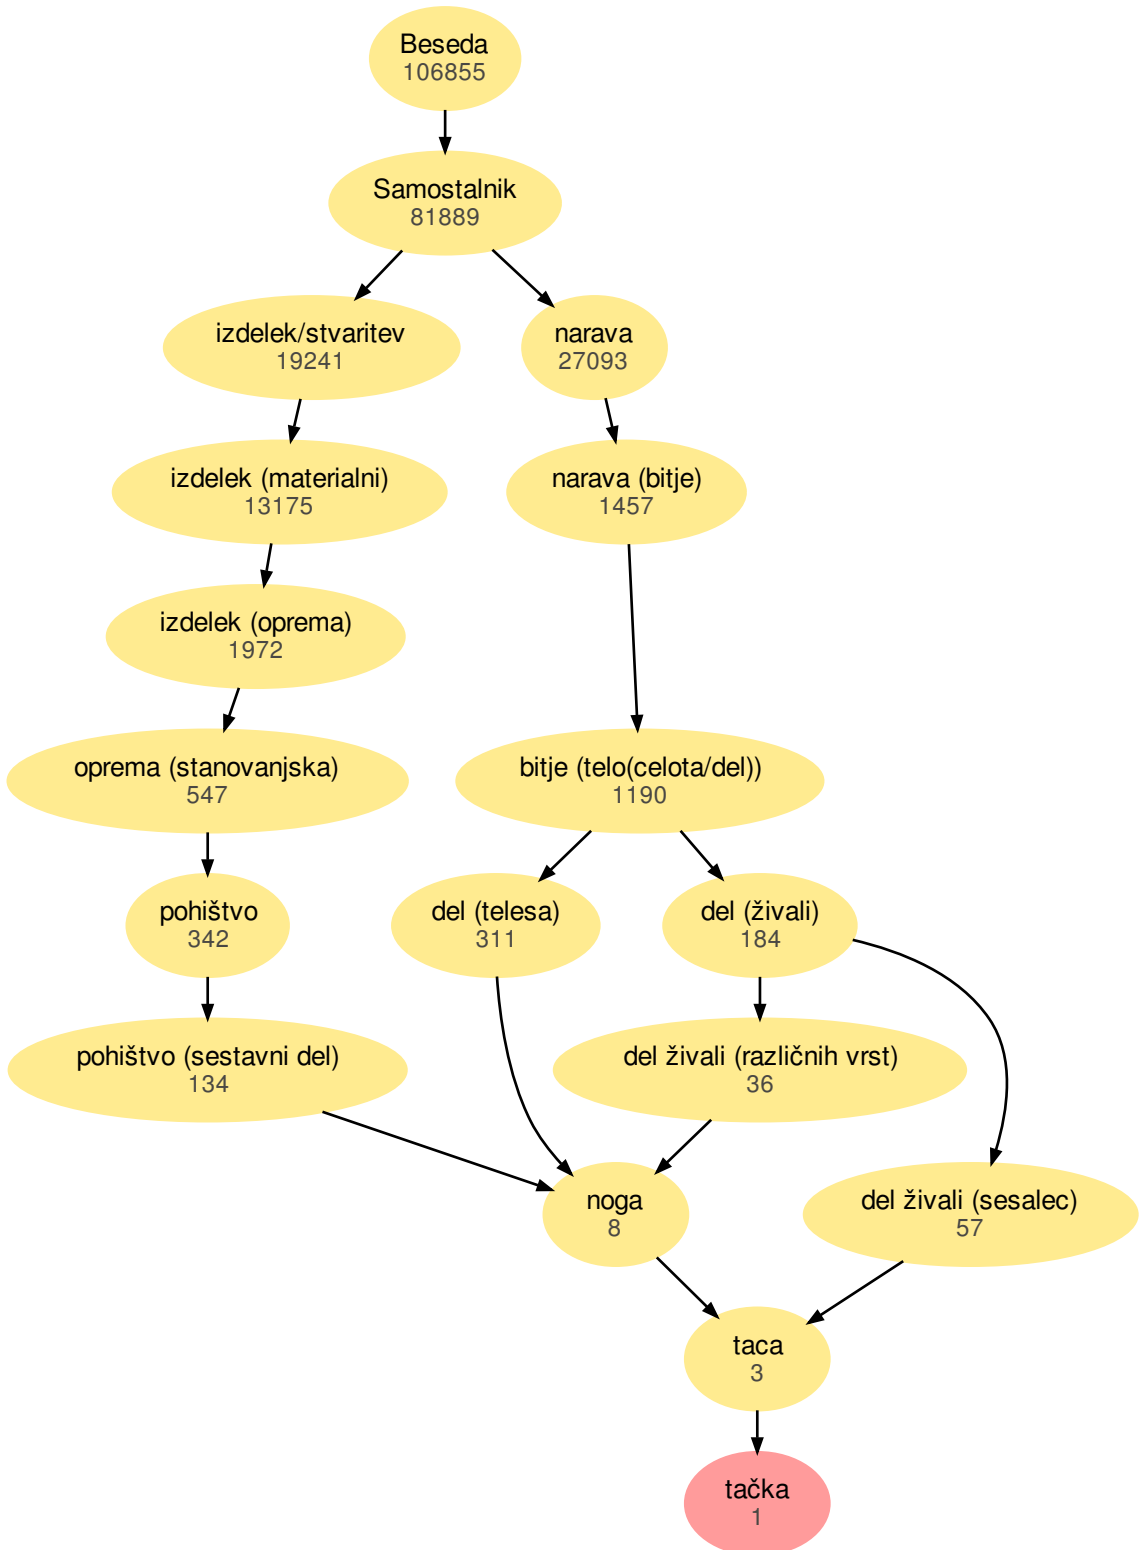 Beseda
106855
Samostalnik
81889
izdelek/stvaritev
19241
narava
27093
izdelek (materialni)
13175
narava (bitje)
1457
izdelek (oprema)
1972
oprema (stanovanjska)
547
bitje (telo(celota/del))
1190
pohištvo
342
del (telesa)
311
del (živali)
184
pohištvo (sestavni del)
134
del živali (različnih vrst)
36
noga
8
del živali (sesalec)
57
taca
3
tačka
1